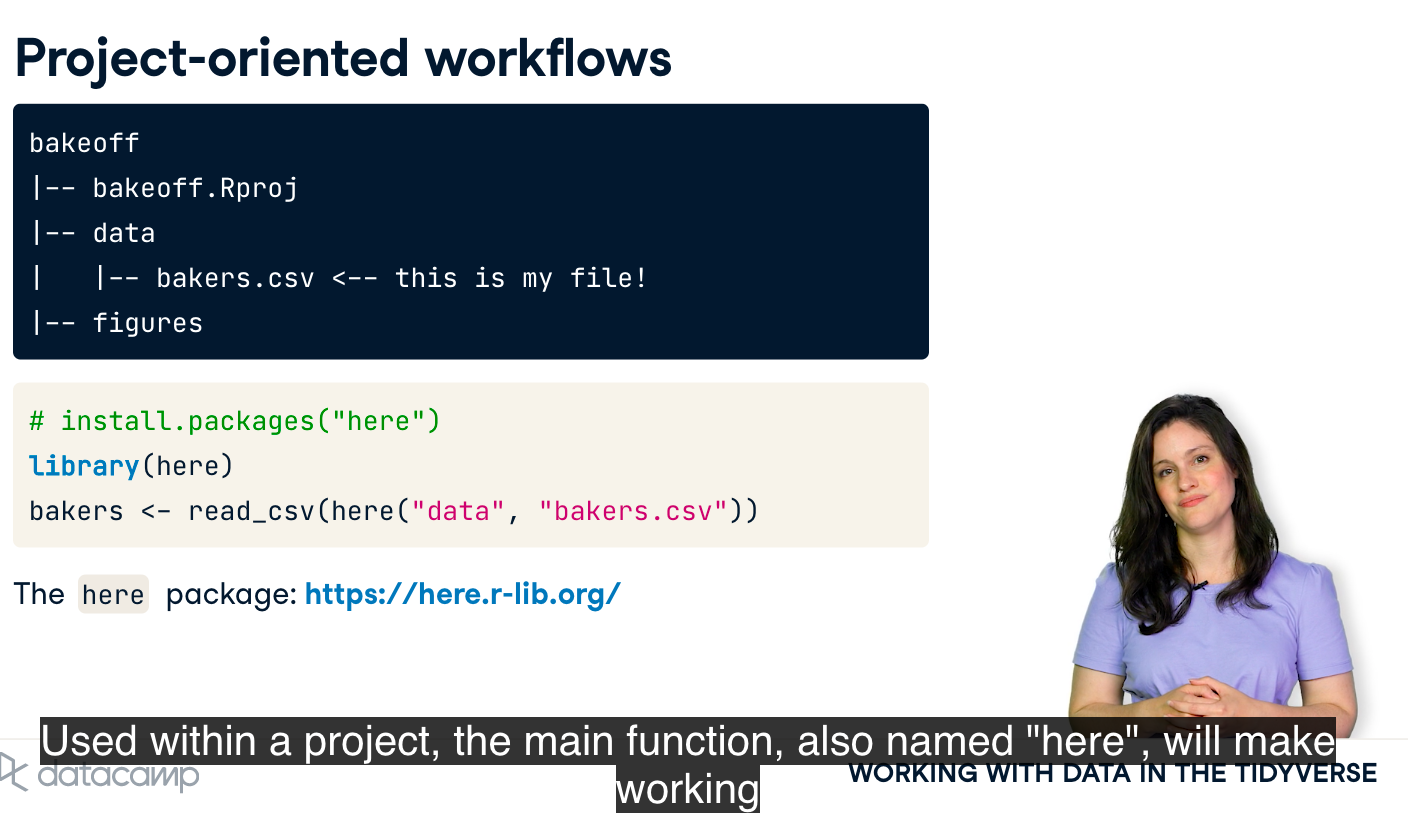 Project-oriented workflows
bakeoff
|-- bakeoff.Rproj
|-- data
|   |-- bakers.csv <-- this is my file!
|-- figures
# install.packages("here")
library(here)
bakers <- read_csv(here("data", "bakers.csv"))
The here package: https://here.r-lib.org/
Used within a project, the main function, also named "here", will make
working
datacamp
WORKING WITH DATA IN THE TIDYVERSE